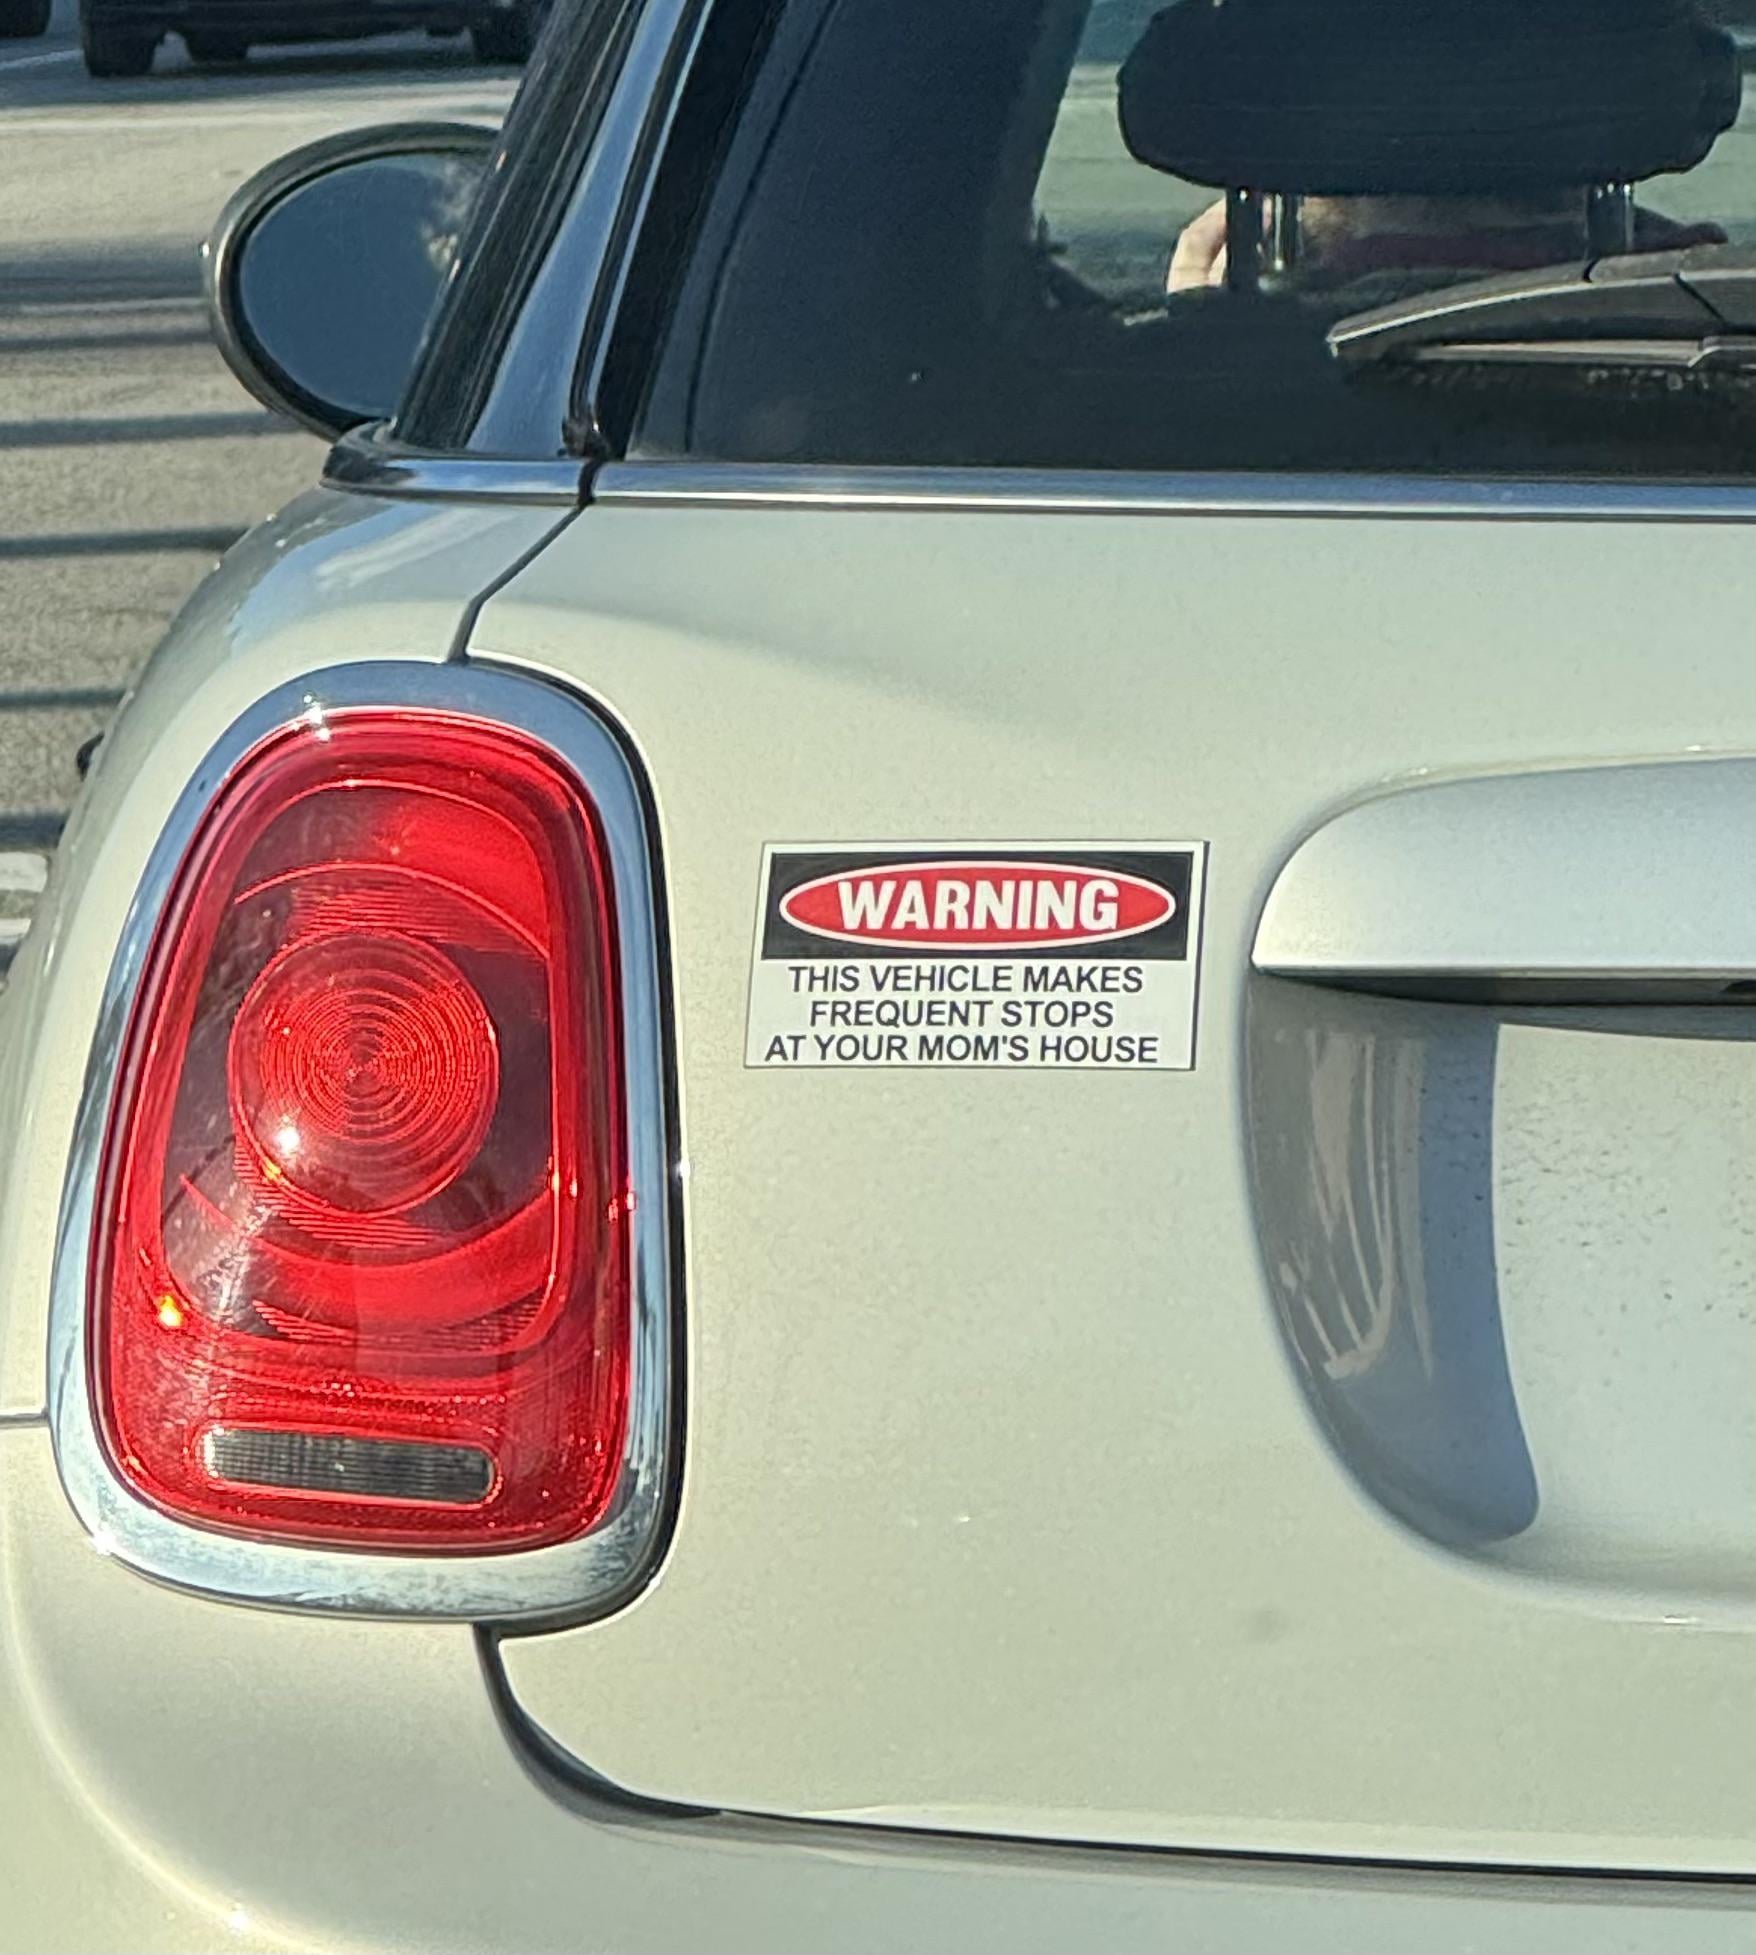 WARNING
THIS VEHICLE MAKES
FREQUENT STOPS
AT YOUR MOM'S HOUSE